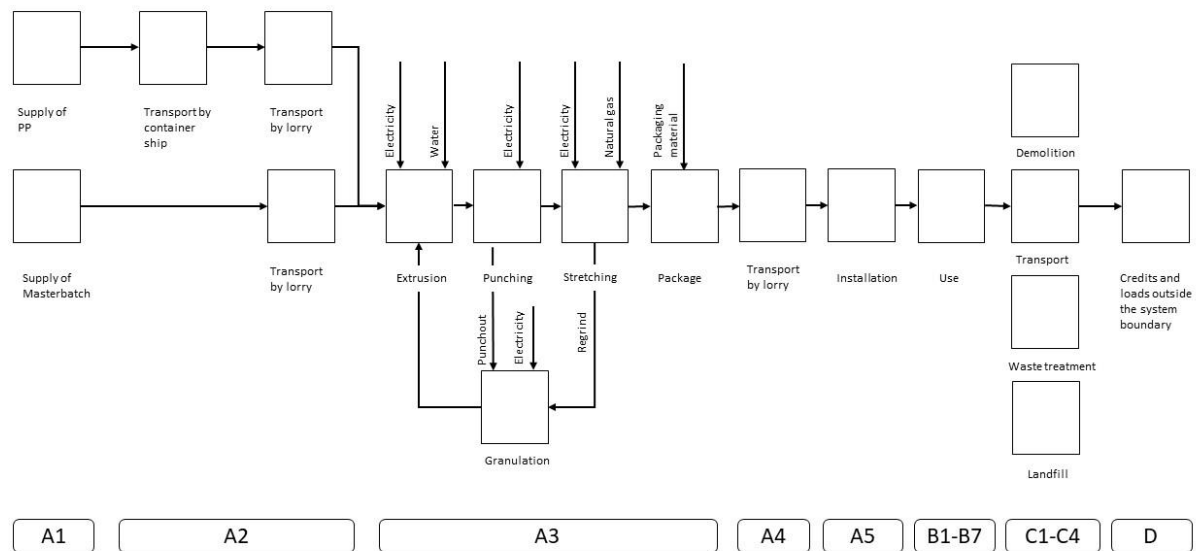 Supply of
PP
Transport by
container
ship
Transport
by lorry
Electricity
Water
Electricity
Electricity
Natural gas
Packaging
material
Demolition
Supply of
Masterbatch
Transport
by lorry
Extrusion
Punching
Stretching
Package
Transport
by lorry
Installation
Use
Transport
Credits and
loads outside
the system
boundary
Punchout
Electricity
Regrind
Waste treatment
Granulation
Landfill
A1
A2
A3
A4
A5
B1-B7
C1-C4
D